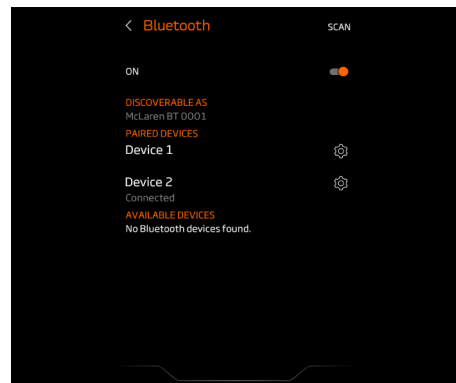 Bluetooth SCAN
ON
DISCOVERABLE AS
McLaren BT 0001
PAIRED DEVICES
Device 1
Device 2
Connected
AVAILABLE DEVICES
No Bluetooth devices found.